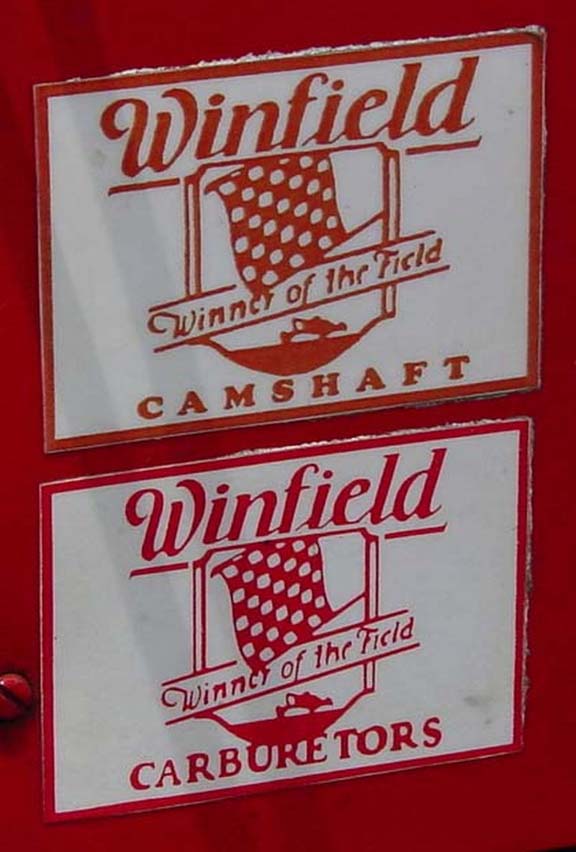 Winfield
Winner of the Field
CAMSHAFT
Winfield
Winner of the Field
CARBURETORS